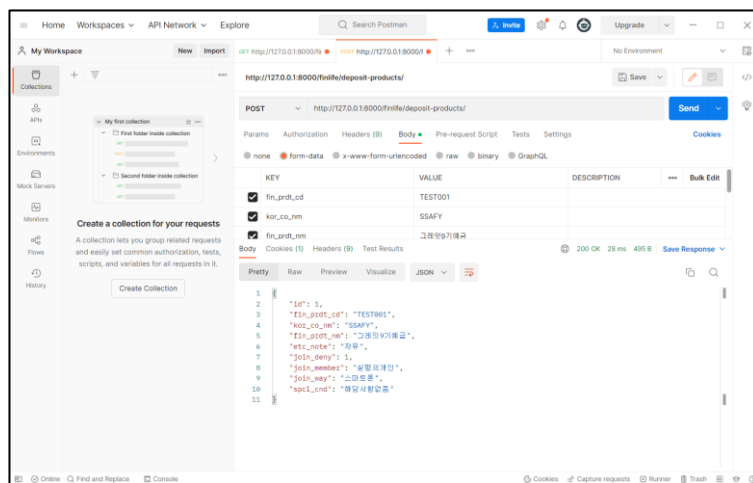 Home Workspaces API Network Explore Search Postman Invite Upgrade
My Workspace New Import GET http://127.0.0.1:8000/fi POST http://127.0.0.1:8000/f No Environment
Collections
APIs
Environments
Mock Servers
Monitors
Flows
History
My first collection
First folder inside collection
Second folder inside collection
Create a collection for your requests
A collection lets you group related requests
and easily set common authorization, tests,
scripts, and variables for all requests in it.
Create Collection
http://127.0.0.1:8000/finlife/deposit-products/ Save
POST http://127.0.0.1:8000/finlife/deposit-products/ Send
Params Authorization Headers (9) Body Pre-request Script Tests Settings Cookies
none form-data x-www-form-urlencoded raw binary GraphQL
KEY VALUE DESCRIPTION Bulk Edit
fin_prdt_cd TEST001
kor_co_nm SSAFY
fin_prdt_nm 그레잇9기예금
Body Cookies (1) Headers (9) Test Results 200 OK 28 ms 495 B Save Response
Pretty Raw Preview Visualize JSON
1 {
2 "id": 1,
3 "fin_prdt_cd": "TEST001",
4 "kor_co_nm": "SSAFY",
5 "fin_prdt_nm": "그레잇9기예금",
6 "etc_note": "자유",
7 "join_deny": 1,
8 "join_member": "실명의개인",
9 "join_way": "스마트폰",
10 "spcl_cnd": "해당사항없음"
11 }
Online Find and Replace Console Cookies Capture requests Runner Trash